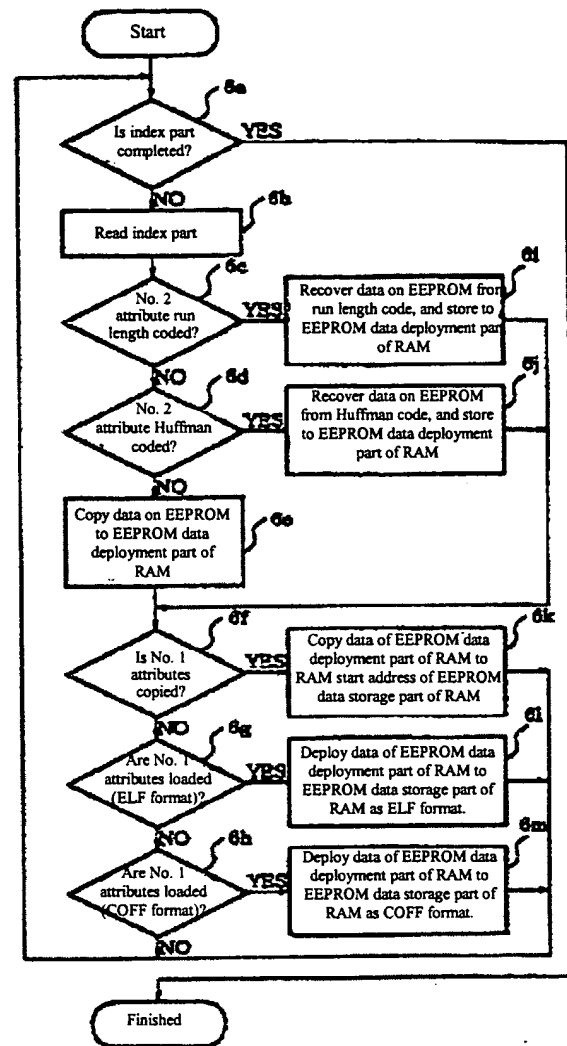 Start
6a
Is index part
completed?
YES
NO
6b
Read index part
6c
No. 2
attribute run
length coded?
YES
6i
Recover data on EEPROM from
run length code, and store to
EEPROM data deployment part
of RAM
NO
6d
No. 2
attribute Huffman
coded?
YES
6j
Recover data on EEPROM
from Huffman code, and store
to EEPROM data deployment
part of RAM
NO
6e
Copy data on EEPROM
to EEPROM data
deployment part of
RAM
6f
Is No. 1
attributes
copied?
YES
6k
Copy data of EEPROM data
deployment part of RAM to
RAM start address of EEPROM
data storage part of RAM
NO
6g
Are No. 1
attributes loaded
(ELF format)?
YES
6l
Deploy data of EEPROM data
deployment part of RAM to
EEPROM data storage part of
RAM as ELF format.
NO
6h
Are No. 1
attributes loaded
(COFF format)?
YES
6m
Deploy data of EEPROM data
deployment part of RAM to
EEPROM data storage part of
RAM as COFF format.
NO
Finished